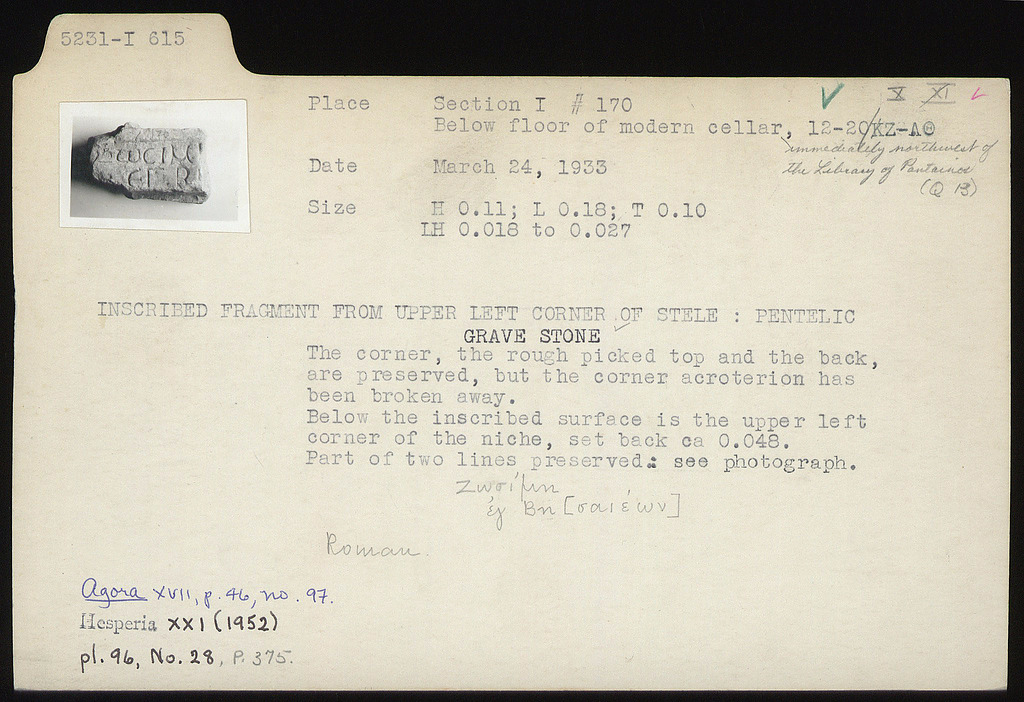 5231-I 615
Place Section I # 170
Below floor of modern cellar, 12-20/KZ-AΘ
immediately northwest of
the Library of Pantainos
(Q 13)
X XI
Date March 24, 1933
Size H 0.11; L 0.18; T 0.10
LH 0.018 to 0.027
INSCRIBED FRAGMENT FROM UPPER LEFT CORNER OF STELE : PENTELIC
GRAVE STONE
The corner, the rough picked top and the back,
are preserved, but the corner acroterion has
been broken away.
Below the inscribed surface is the upper left
corner of the niche, set back ca 0.048.
Part of two lines preserved: see photograph.
Ζωσίμη
ἐγ Βη[σαιέων]
Roman.
Agora XVII, p. 46, no. 97.
Hesperia XXI (1952)
pl. 96, No. 28, P. 375.